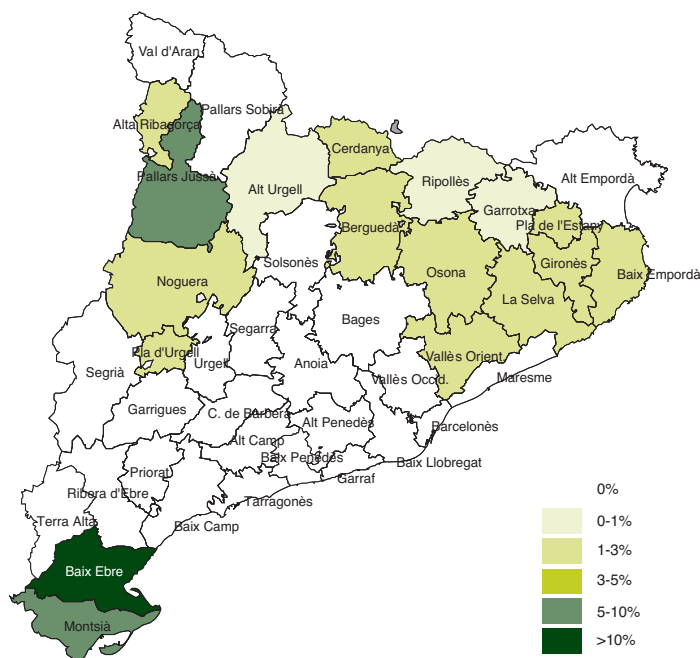 Val d'Aran
Pallars Sobirà
Alta Ribagorça
Cerdanya
Pallars Jussà
Alt Urgell
Ripollès
Alt Empordà
Garrotxa
Berguedà
Pla de l'Estany
Solsonès
Gironès
Noguera
Osona
Baix Empordà
La Selva
Bages
Segarra
Pla d'Urgell
Urgell
Anoia
Vallès Orient.
Segrià
Vallès Occid.
Maresme
Garrigues
C. de Barberà
Alt Penedès
Barcelonès
Alt Camp
Baix Penedès
Baix Llobregat
Priorat
Garraf
Ribera d'Ebre
Tarragonès
Terra Alta
Baix Camp
Baix Ebre
Montsià
0%
0-1%
1-3%
3-5%
5-10%
>10%